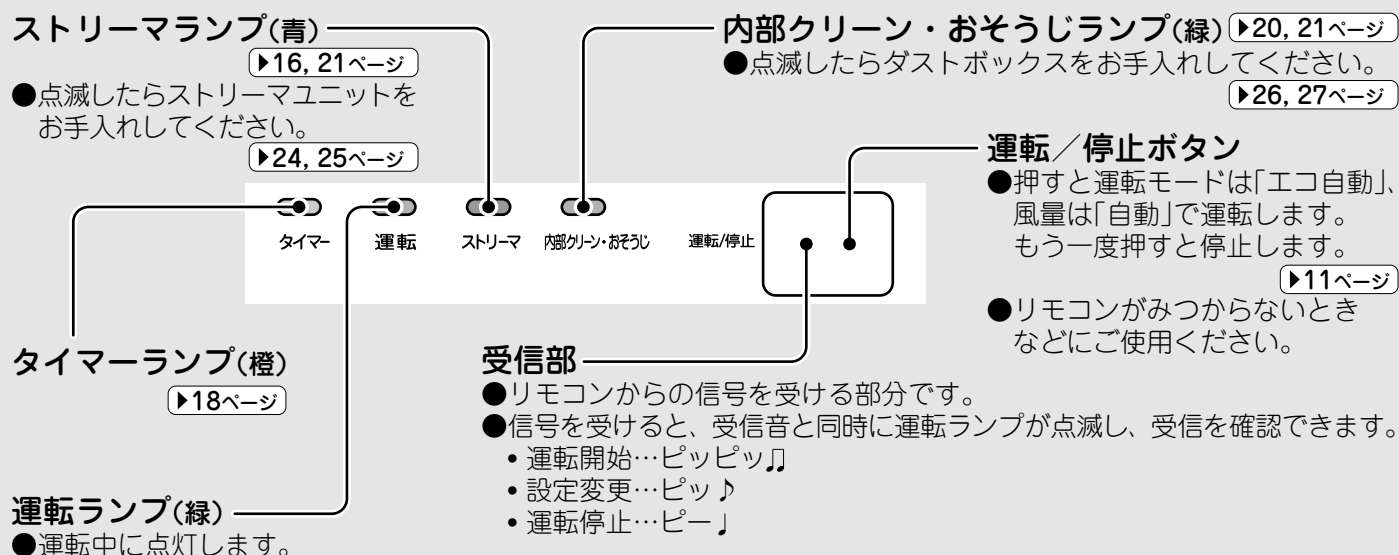 ストリーマランプ(青)
▶16, 21ページ
●点滅したらストリーマユニットを
お手入れしてください。
▶24, 25ページ
内部クリーン・おそうじランプ(緑) ▶20, 21ページ
●点滅したらダストボックスをお手入れしてください。
▶26, 27ページ
運転／停止ボタン
●押すと運転モードは「エコ自動」、
風量は「自動」で運転します。
もう一度押すと停止します。
▶11ページ
●リモコンがみつからないとき
などにご使用ください。
タイマー 運転 ストリーマ 内部クリーン・おそうじ 運転/停止
タイマーランプ(橙)
▶18ページ
受信部
●リモコンからの信号を受ける部分です。
●信号を受けると、受信音と同時に運転ランプが点滅し、受信を確認できます。
•運転開始…ピッピッ♫
•設定変更…ピッ♪
•運転停止…ピー♩
運転ランプ(緑)
●運転中に点灯します。